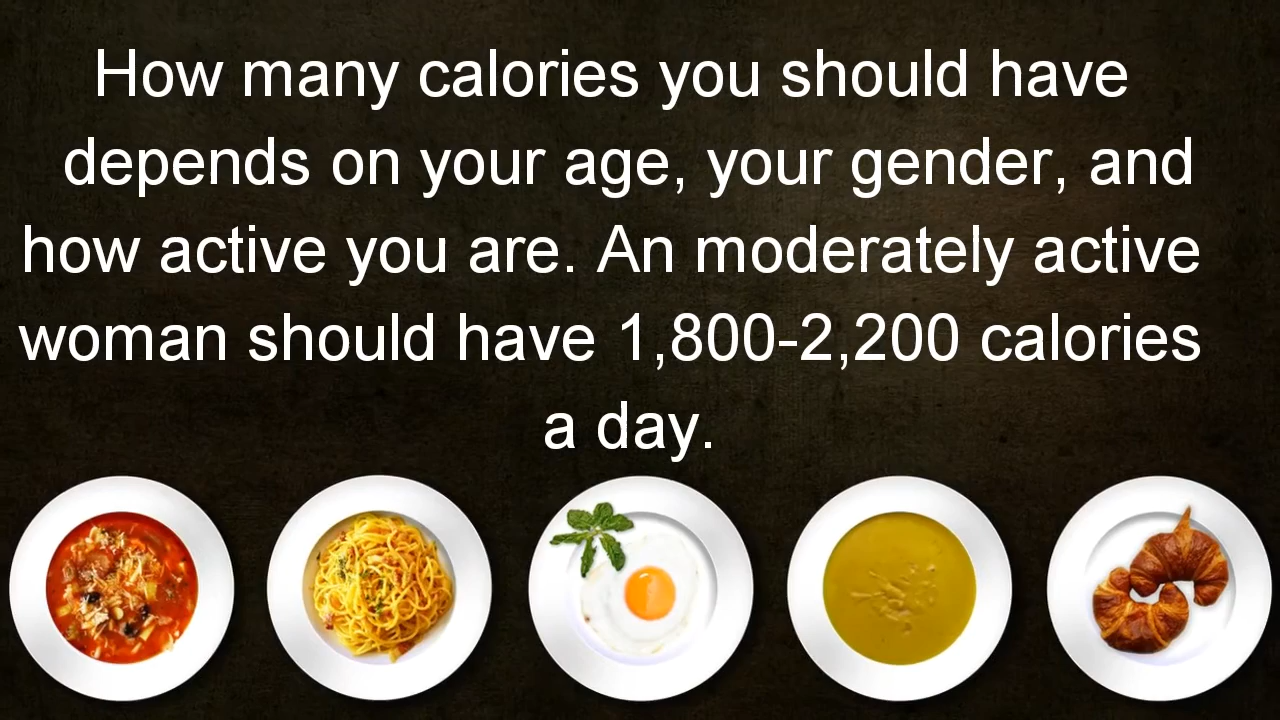 How many calories you should have
depends on your age, your gender, and
how active you are. An moderately active
woman should have 1,800-2,200 calories
a day.